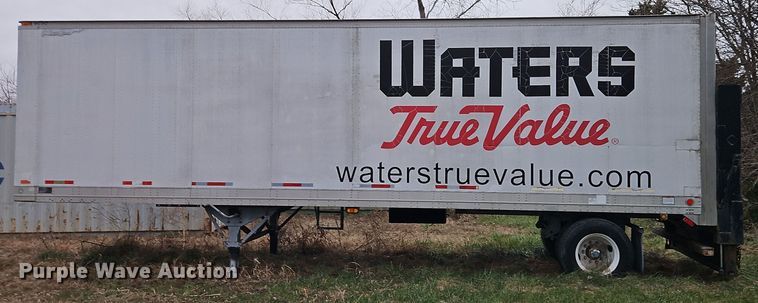 WATERS
True Value®
waterstruevalue.com
Purple Wave Auction